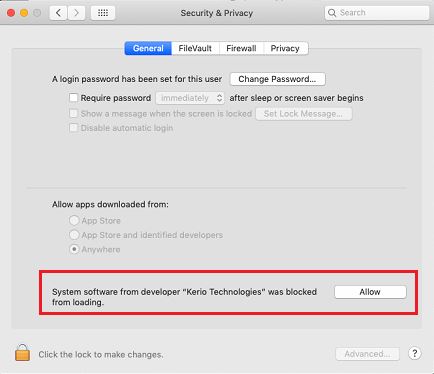 Security & Privacy
Search
General FileVault Firewall Privacy
A login password has been set for this user Change Password...
Require password immediately after sleep or screen saver begins
Show a message when the screen is locked Set Lock Message...
Disable automatic login
Allow apps downloaded from:
App Store
App Store and identified developers
Anywhere
System software from developer "Kerio Technologies" was blocked Allow
from loading.
Click the lock to make changes. Advanced... ?